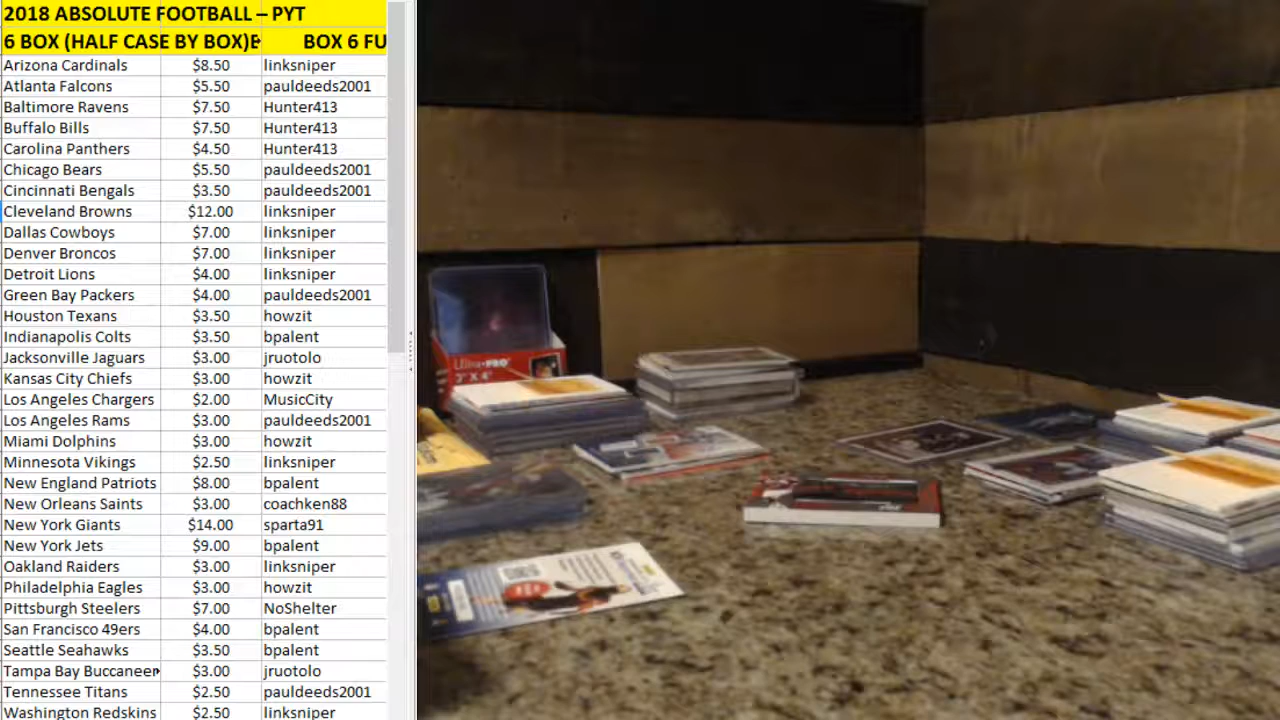 2018 ABSOLUTE FOOTBALL – PYT
6 BOX (HALF CASE BY BOX)E BOX 6 FU
Arizona Cardinals $8.50 linksniper
Atlanta Falcons $5.50 pauldeeds2001
Baltimore Ravens $7.50 Hunter413
Buffalo Bills $7.50 Hunter413
Carolina Panthers $4.50 Hunter413
Chicago Bears $5.50 pauldeeds2001
Cincinnati Bengals $3.50 pauldeeds2001
Cleveland Browns $12.00 linksniper
Dallas Cowboys $7.00 linksniper
Denver Broncos $7.00 linksniper
Detroit Lions $4.00 linksniper
Green Bay Packers $4.00 pauldeeds2001
Houston Texans $3.50 howzit
Indianapolis Colts $3.50 bpalent
Jacksonville Jaguars $3.00 jruotolo
Kansas City Chiefs $3.00 howzit
Los Angeles Chargers $2.00 MusicCity
Los Angeles Rams $3.00 pauldeeds2001
Miami Dolphins $3.00 howzit
Minnesota Vikings $2.50 linksniper
New England Patriots $8.00 bpalent
New Orleans Saints $3.00 coachken88
New York Giants $14.00 sparta91
New York Jets $9.00 bpalent
Oakland Raiders $3.00 linksniper
Philadelphia Eagles $3.00 howzit
Pittsburgh Steelers $7.00 NoShelter
San Francisco 49ers $4.00 bpalent
Seattle Seahawks $3.50 bpalent
Tampa Bay Buccaneer $3.00 jruotolo
Tennessee Titans $2.50 pauldeeds2001
Washington Redskins $2.50 linksniper
Ultra-PRO
3" X 4"